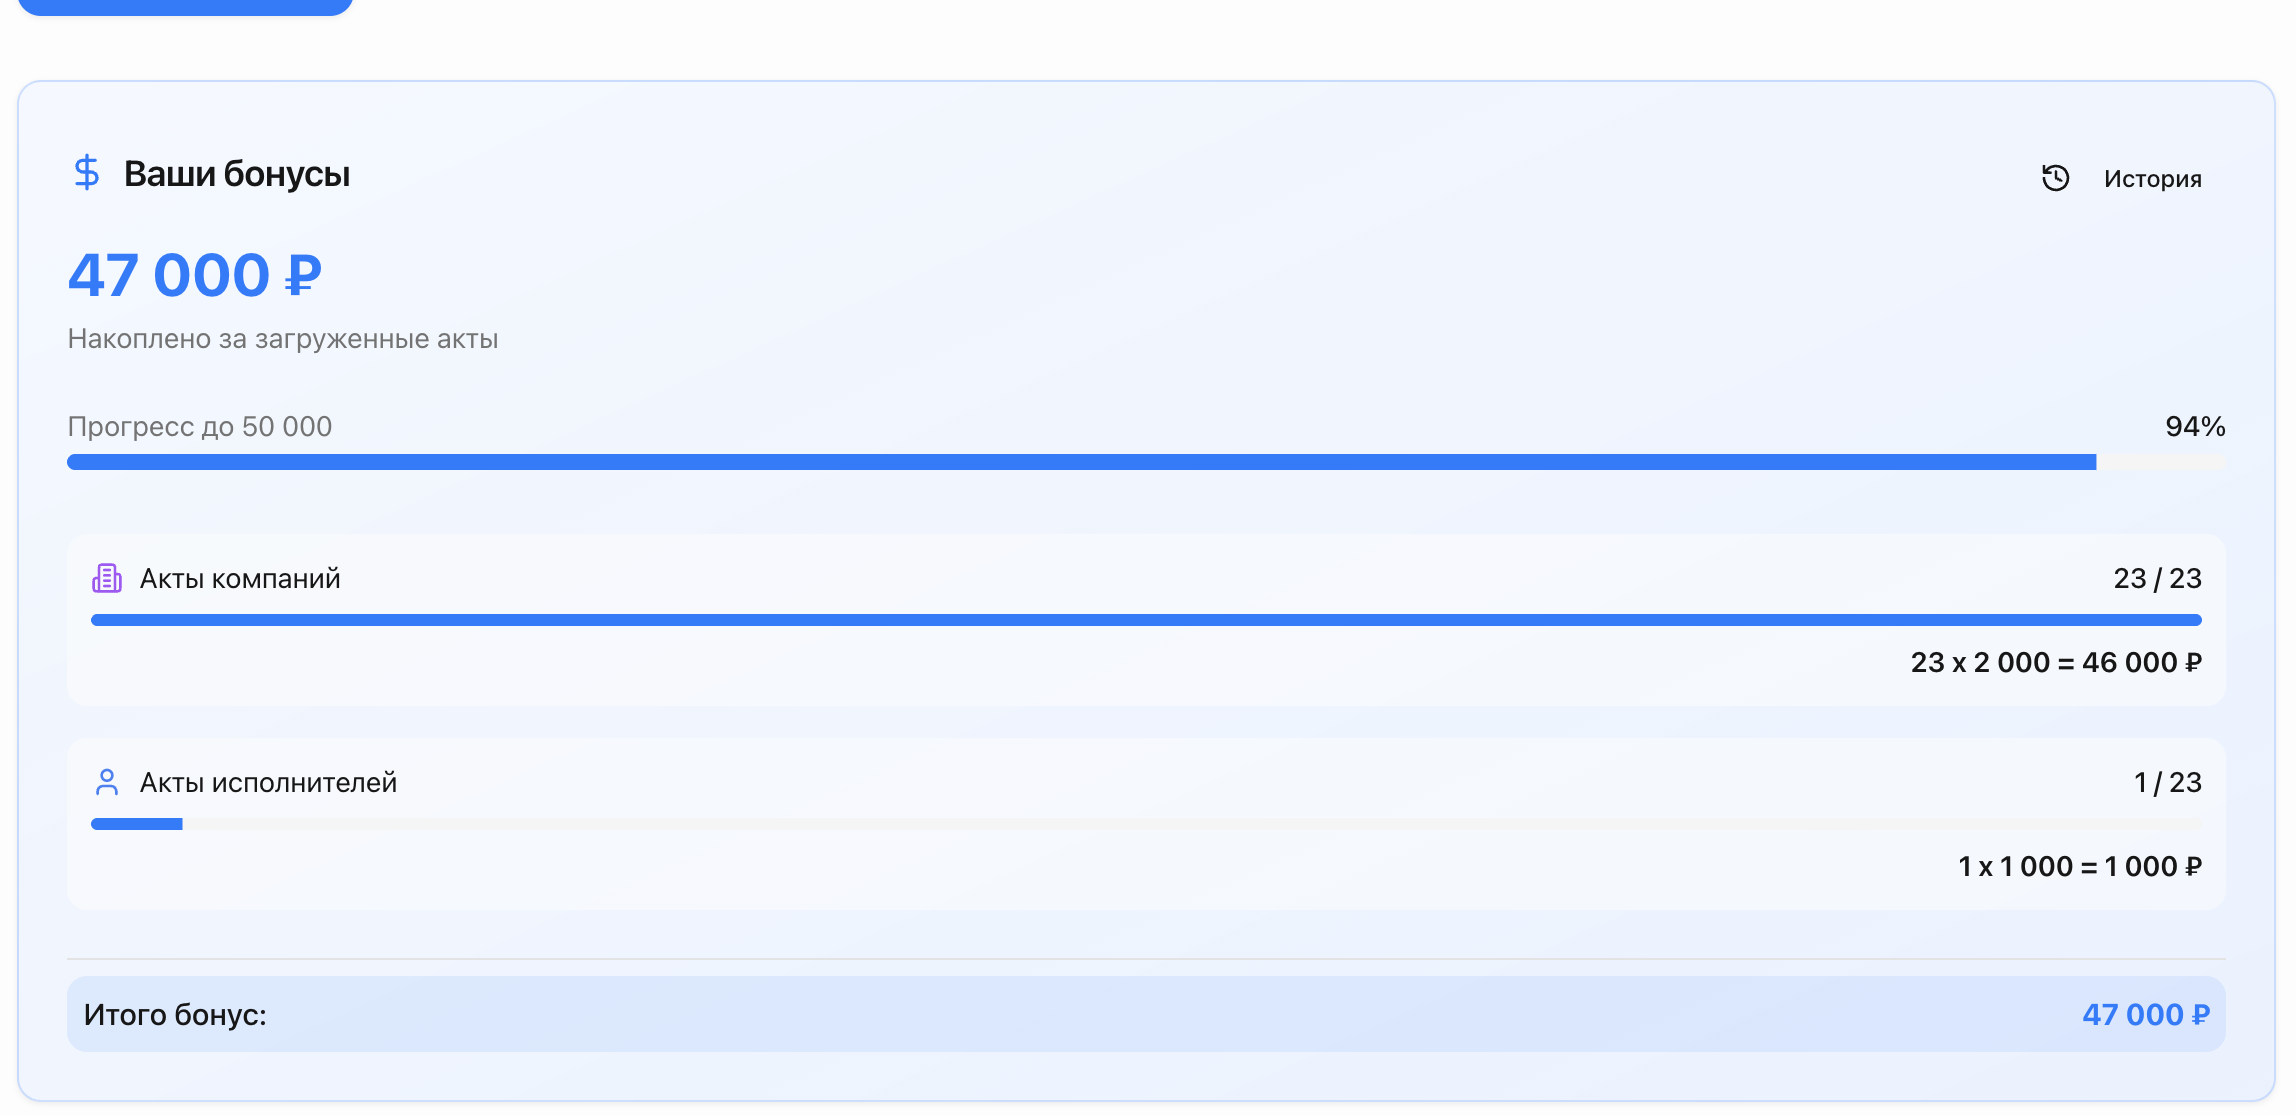 Ваши бонусы
История
47 000 ₽
Накоплено за загруженные акты
Прогресс до 50 000
94%
Акты компаний
23 / 23
23 x 2 000 = 46 000 ₽
Акты исполнителей
1 / 23
1 x 1 000 = 1 000 ₽
Итого бонус:
47 000 ₽